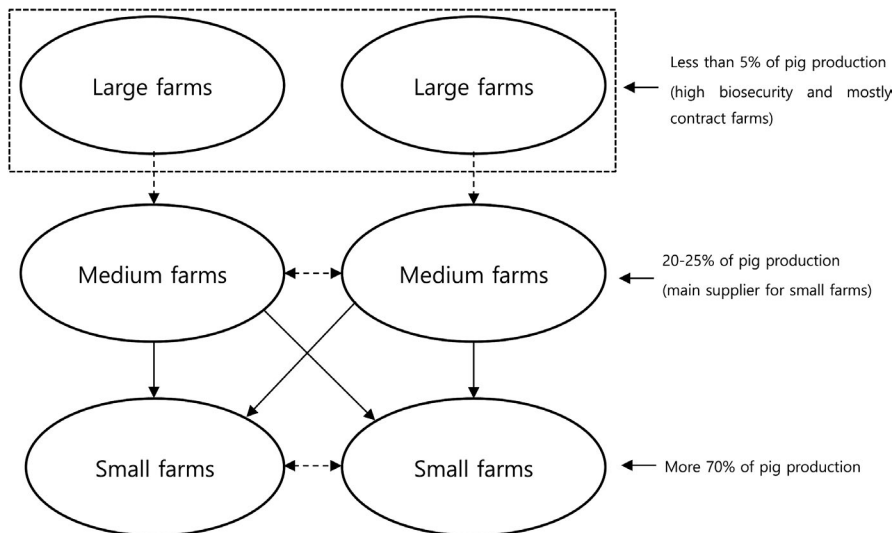 Large farms
Large farms
Less than 5% of pig production
(high biosecurity and mostly
contract farms)
Medium farms
Medium farms
20-25% of pig production
(main supplier for small farms)
Small farms
Small farms
More 70% of pig production